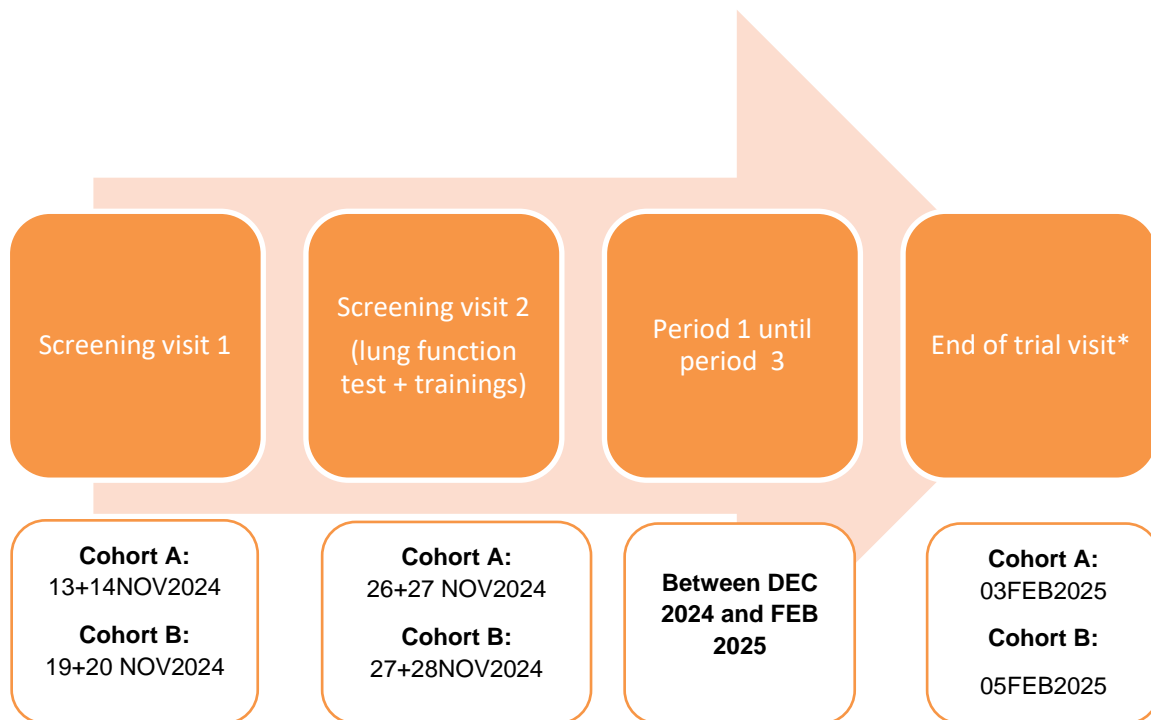 Screening visit 1
Screening visit 2
(lung function
test + trainings)
Period 1 until
period 3
End of trial visit*
Cohort A:
13+14NOV2024
Cohort B:
19+20 NOV2024
Cohort A:
26+27 NOV2024
Cohort B:
27+28NOV2024
Between DEC
2024 and FEB
2025
Cohort A:
03FEB2025
Cohort B:
05FEB2025